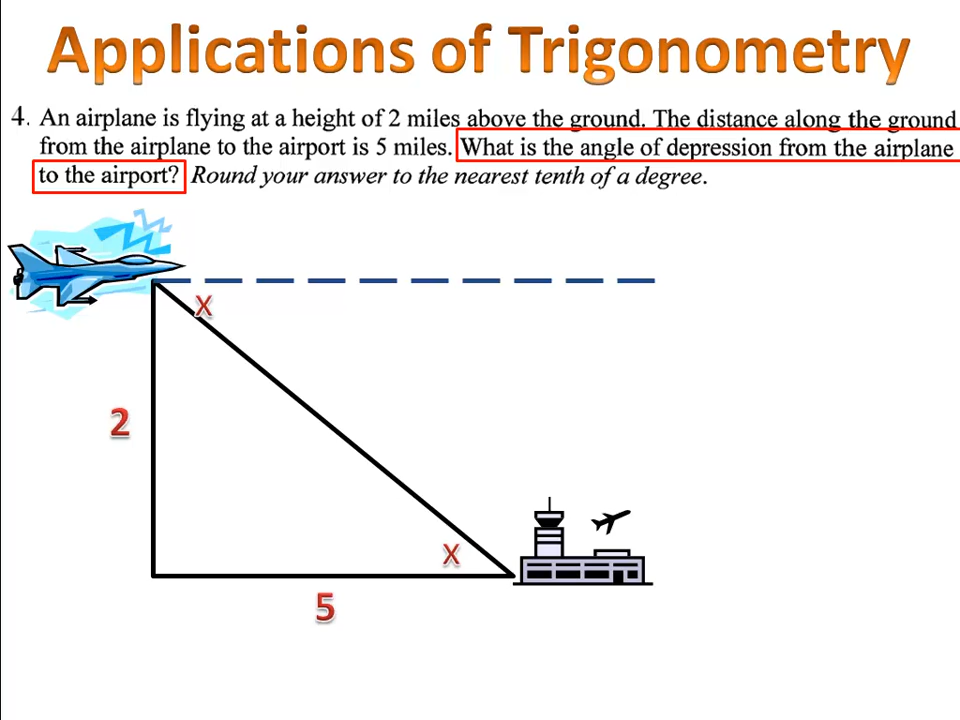 Applications of Trigonometry
4. An airplane is flying at a height of 2 miles above the ground. The distance along the ground
from the airplane to the airport is 5 miles. What is the angle of depression from the airplane
to the airport? Round your answer to the nearest tenth of a degree.
X
2
X
5